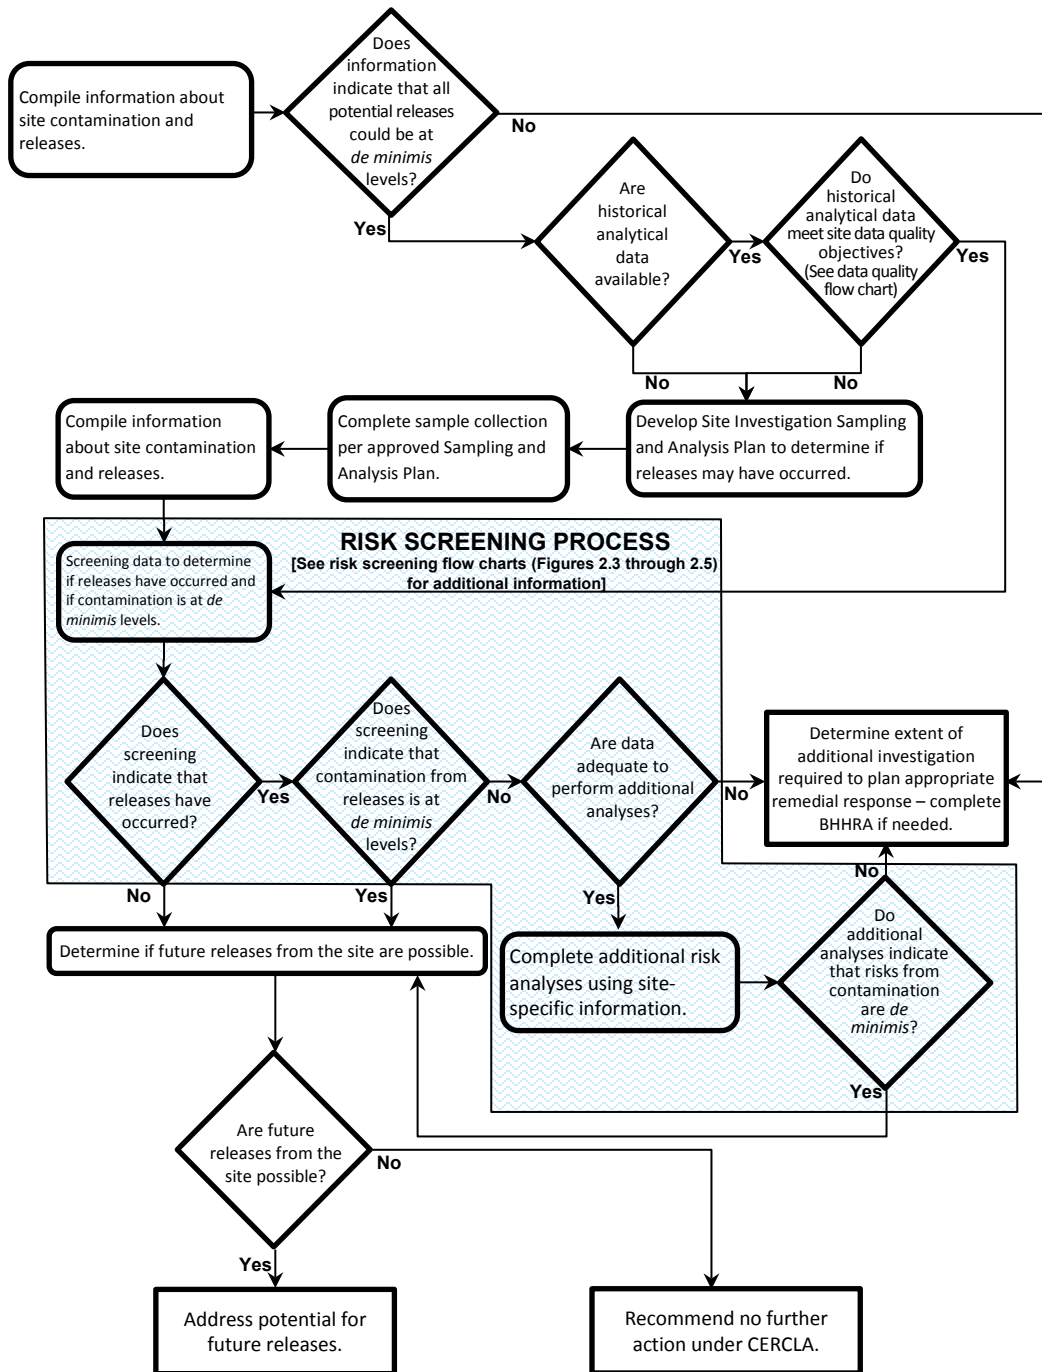 Compile information about
site contamination and
releases.
Does
information
indicate that all
potential releases
could be at
de minimis
levels?
No
Yes
Are
historical
analytical
data
available?
Yes
Do
historical
analytical data
meet site data quality
objectives?
(See data quality
flow chart)
Yes
No
No
Compile information
about site contamination
and releases.
Complete sample collection
per approved Sampling and
Analysis Plan.
Develop Site Investigation Sampling
and Analysis Plan to determine if
releases may have occurred.
RISK SCREENING PROCESS
[See risk screening flow charts (Figures 2.3 through 2.5)
for additional information]
Screening data to determine
if releases have occurred and
if contamination is at de
minimis levels.
Does
screening
indicate that
releases have
occurred?
Yes
Does
screening
indicate that
contamination from
releases is at
de minimis
levels?
No
Are data
adequate to
perform additional
analyses?
No
Determine extent of
additional investigation
required to plan appropriate
remedial response – complete
BHHRA if needed.
No
Yes
Yes
No
Determine if future releases from the site are possible.
Complete additional risk
analyses using site-
specific information.
Do
additional
analyses indicate
that risks from
contamination
are de
minimis?
Yes
Are future
releases from the
site possible?
No
Yes
Address potential for
future releases.
Recommend no further
action under CERCLA.